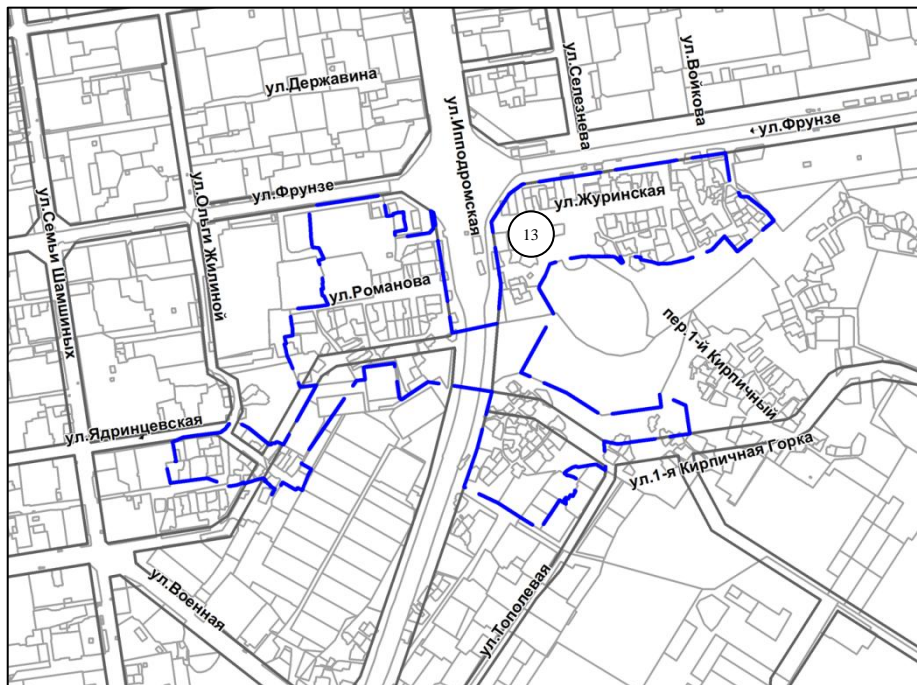 ул.Державина
ул.Ипподромская
ул.Селезнева
ул.Войкова
ул.Фрунзе
ул.Фрунзе
ул.Журинская
ул.Семьи Шамшиных
ул.Ольги Жилиной
13
ул.Романова
пер.1-й Кирпичный
ул.Ядринцевская
ул.1-я Кирпичная Горка
ул.Военная
ул.Тополевая